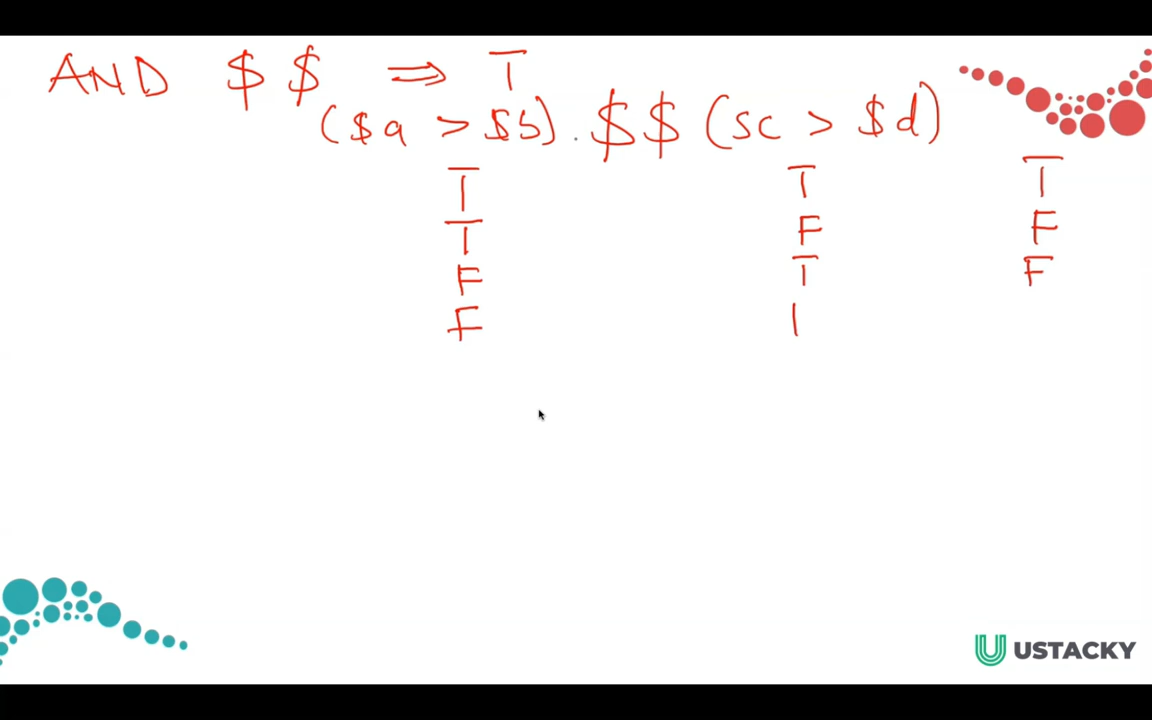 AND $ $ ⇒ T
($a > $b) . $$ ($c > $d)
T T T
T F F
F T F
F I
USTACKY